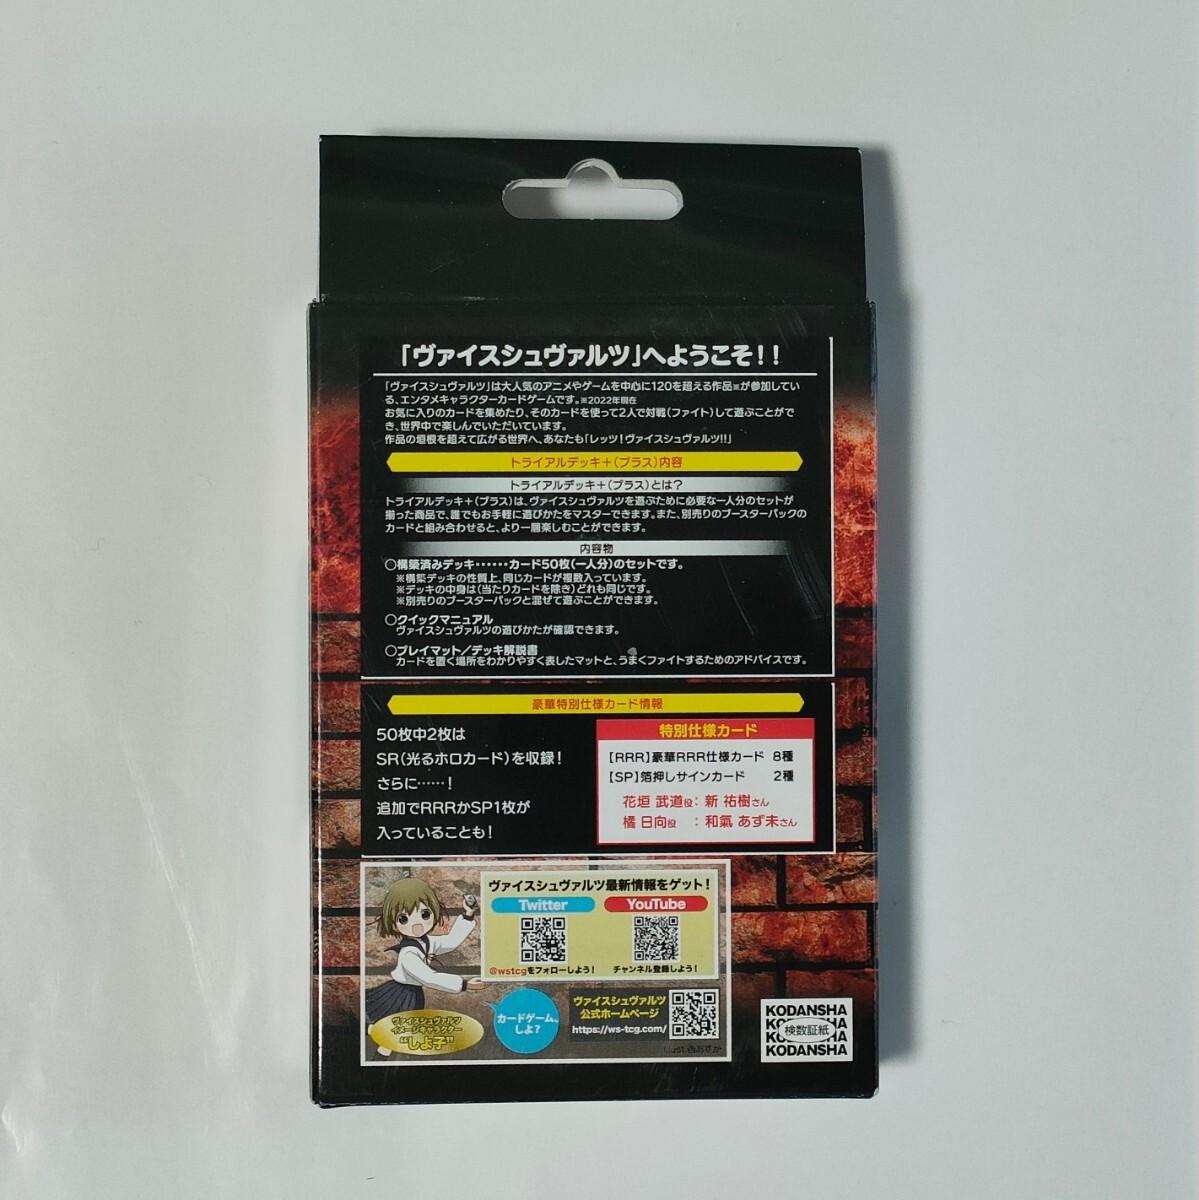 「ヴァイスシュヴァルツ」へようこそ!!
「ヴァイスシュヴァルツ」は大人気のアニメやゲームを中心に120を超える作品※が参加してい
る、エンタメキャラクターカードゲームです。※2022年現在
お気に入りのカードを集めたり、そのカードを使って2人で対戦(ファイト)して遊ぶことがで
き、世界中で楽しんでいただいています。
作品の垣根を超えて広がる世界へ、あなたも「レッツ!ヴァイスシュヴァルツ!!」
トライアルデッキ+(プラス)内容
トライアルデッキ+(プラス)とは?
トライアルデッキ+(プラス)は、ヴァイスシュヴァルツを遊ぶために必要な一人分のセットが
揃った商品で、誰でもお手軽に遊びかたをマスターできます。また、別売りのブースターパックの
カードと組み合わせると、より一層楽しむことができます。
内容物
○構築済みデッキ‥‥‥カード50枚(一人分)のセットです。
※構築デッキの性質上、同じカードが複数入っています。
※デッキの中身は(当たりカードを除き)どれも同じです。
※別売りのブースターパックと混ぜて遊ぶことができます。
○クイックマニュアル
ヴァイスシュヴァルツの遊びかたが確認できます。
○プレイマット/デッキ解説書
カードを置く場所をわかりやすく表したマットと、うまくファイトするためのアドバイスです。
豪華特別仕様カード情報
50枚中2枚は
SR(光るホロカード)を収録!
さらに……!
追加でRRRかSP1枚が
入っていることも!
特別仕様カード
【RRR】豪華RRR仕様カード 8種
【SP】箔押しサインカード 2種
花垣 武道役:新 祐樹さん
橘 日向役 :和氣 あず未さん
ヴァイスシュヴァルツ最新情報をゲット!
Twitter YouTube
@wstcgをフォローしよう! チャンネル登録しよう!
ヴァイスシュヴァルツ
イメージキャラクター
"しよ子"
カードゲーム、
しよ?
ヴァイスシュヴァルツ
公式ホームページ
https://ws-tcg.com/
KODANSHA
検数証紙
KODANSHA